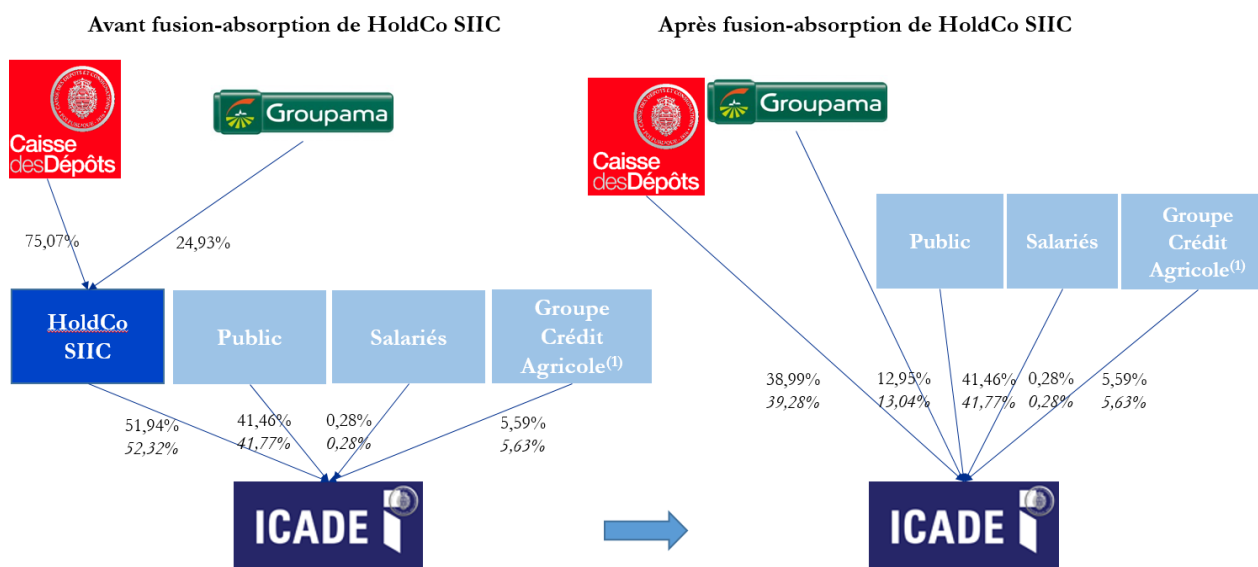 Avant fusion-absorption de HoldCo SIIC
Caisse
desDépôts
Groupama
75,07%
24,93%
HoldCo
SIIC
Public
Salariés
Groupe
Crédit
Agricole(1)
51,94%
52,32%
41,46%
41,77%
0,28%
0,28%
5,59%
5,63%
ICADE
Après fusion-absorption de HoldCo SIIC
Caisse
desDépôts
Groupama
Public
Salariés
Groupe
Crédit
Agricole(1)
38,99%
39,28%
12,95%
13,04%
41,46%
41,77%
0,28%
0,28%
5,59%
5,63%
ICADE